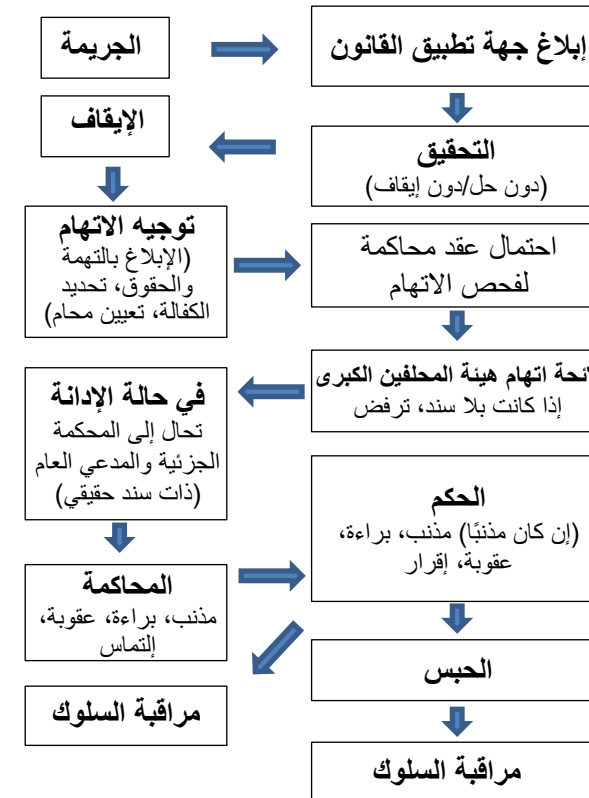 الجريمة
إبلاغ جهة تطبيق القانون
التحقيق
(دون حل/دون إيقاف)
الإيقاف
توجيه الاتهام
(الإبلاغ بالتهمة
والحقوق، تحديد
الكفالة، تعيين محام)
احتمال عقد محاكمة
لفحص الاتهام
ئحة اتهام هيئة المحلفين الكبرى
إذا كانت بلا سند، ترفض
في حالة الإدانة
تحال إلى المحكمة
الجزئية والمدعي العام
(ذات سند حقيقي)
المحاكمة
مذنب، براءة، عقوبة،
إلتماس
الحكم
(إن كان مذنبًا) مذنب، براءة،
عقوبة، إقرار
الحبس
مراقبة السلوك
مراقبة السلوك